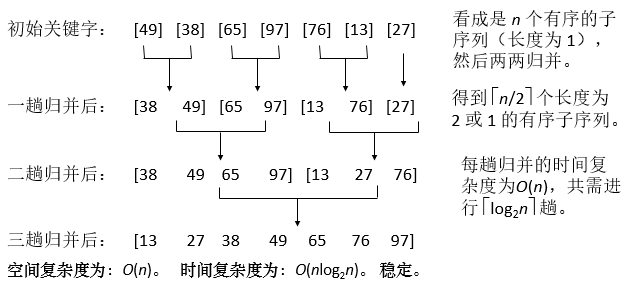 初始关键字： [49] [38] [65] [97] [76] [13] [27]
看成是 n 个有序的子
序列（长度为 1），
然后两两归并。
一趟归并后： [38 49] [65 97] [13 76] [27]
得到⌈n/2⌉个长度为
2 或 1 的有序子序列。
二趟归并后： [38 49 65 97] [13 27 76]
每趟归并的时间复
杂度为O(n)，共需进
行⌈log₂n⌉趟。
三趟归并后： [13 27 38 49 65 76 97]
空间复杂度为：O(n)。 时间复杂度为：O(nlog₂n)。 稳定。